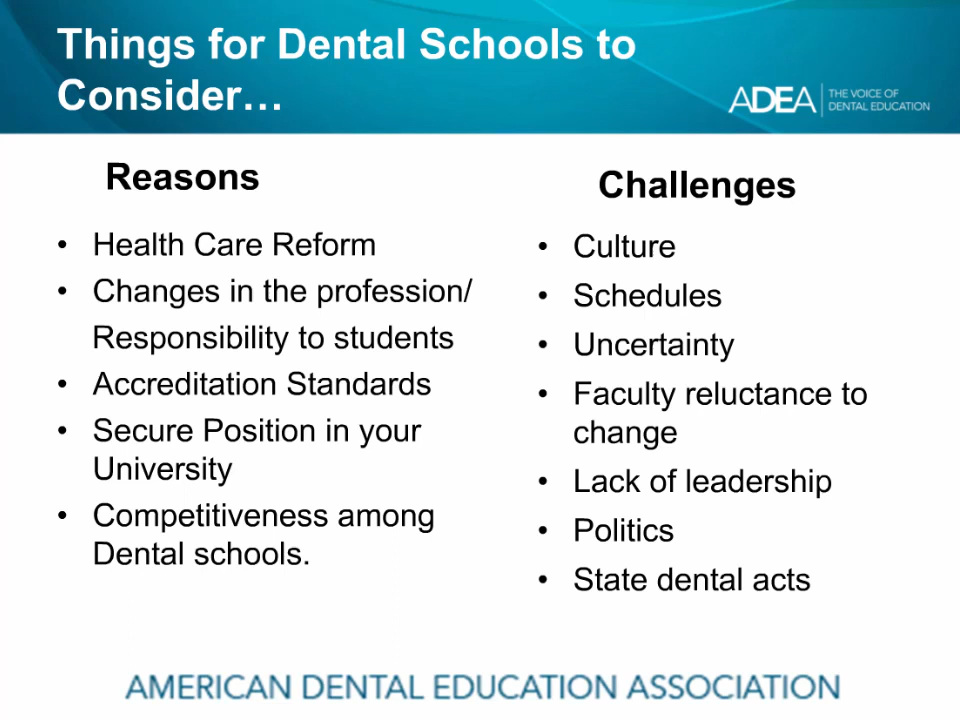 Things for Dental Schools to
Consider…
ADEA
THE VOICE OF
DENTAL EDUCATION
Reasons
• Health Care Reform
• Changes in the profession/
Responsibility to students
• Accreditation Standards
• Secure Position in your
University
• Competitiveness among
Dental schools.
Challenges
• Culture
• Schedules
• Uncertainty
• Faculty reluctance to
change
• Lack of leadership
• Politics
• State dental acts
AMERICAN DENTAL EDUCATION ASSOCIATION